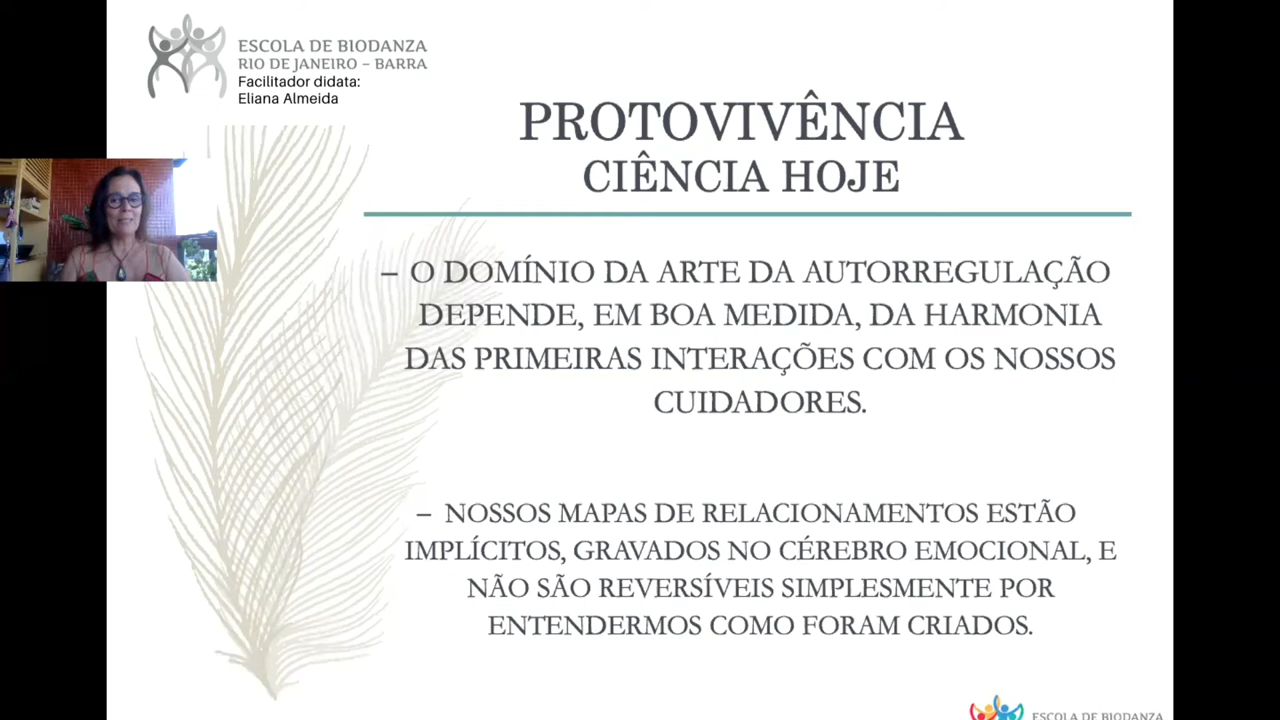 ESCOLA DE BIODANZA
RIO DE JANEIRO – BARRA
Facilitador didata:
Eliana Almeida
PROTOVIVÊNCIA
CIÊNCIA HOJE
– O DOMÍNIO DA ARTE DA AUTORREGULAÇÃO
DEPENDE, EM BOA MEDIDA, DA HARMONIA
DAS PRIMEIRAS INTERAÇÕES COM OS NOSSOS
CUIDADORES.
– NOSSOS MAPAS DE RELACIONAMENTOS ESTÃO
IMPLÍCITOS, GRAVADOS NO CÉREBRO EMOCIONAL, E
NÃO SÃO REVERSÍVEIS SIMPLESMENTE POR
ENTENDERMOS COMO FORAM CRIADOS.
ESCOLA DE BIODANZA